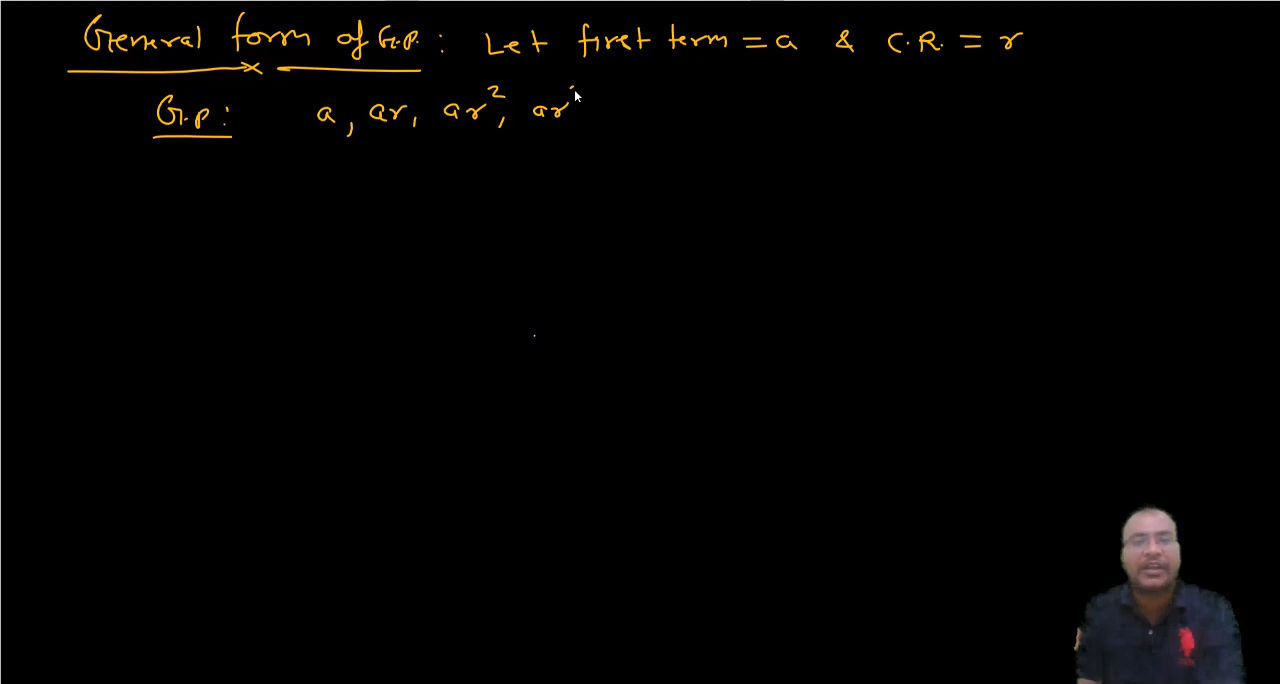 General form of G.P. : Let first term = a & C.R. = r
G.P : a, ar, ar², ar